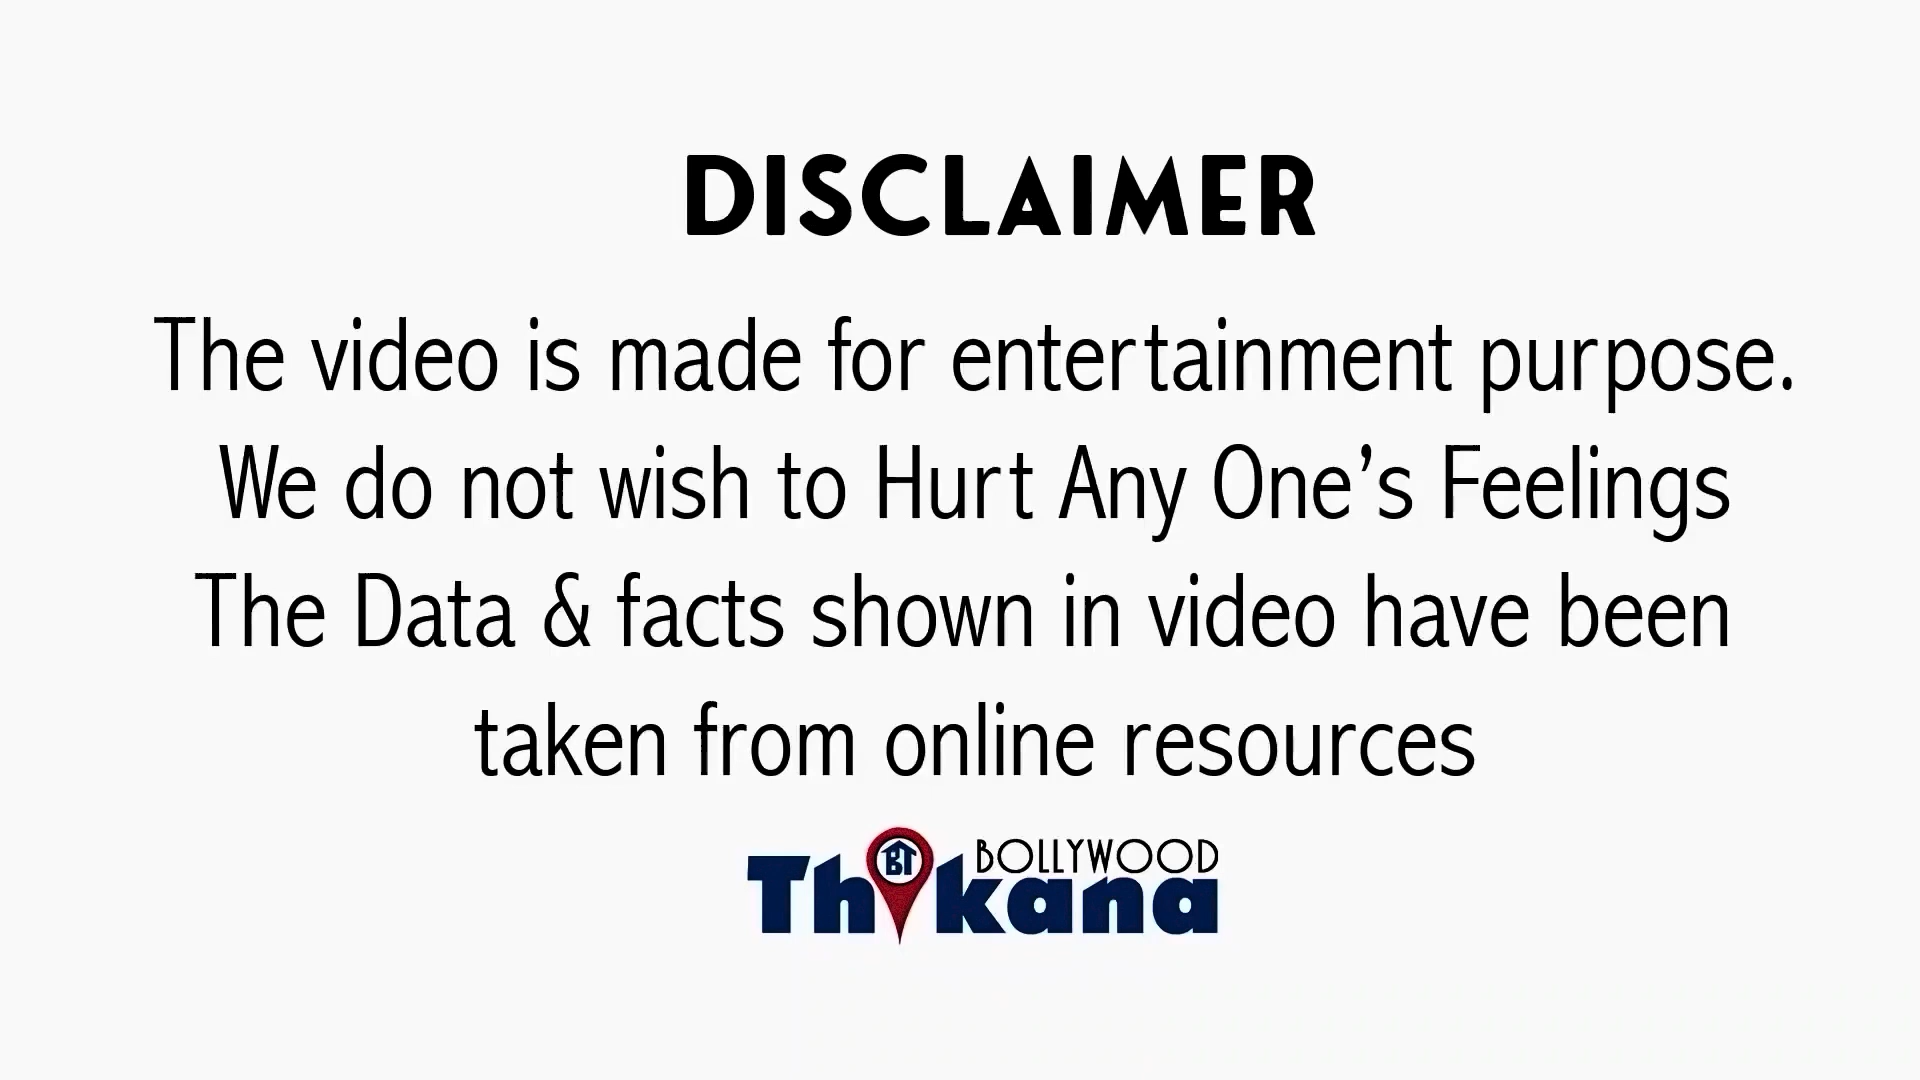 DISCLAIMER
The video is made for entertainment purpose.
We do not wish to Hurt Any One’s Feelings
The Data & facts shown in video have been
taken from online resources
BT
BOLLYWOOD
Thikana